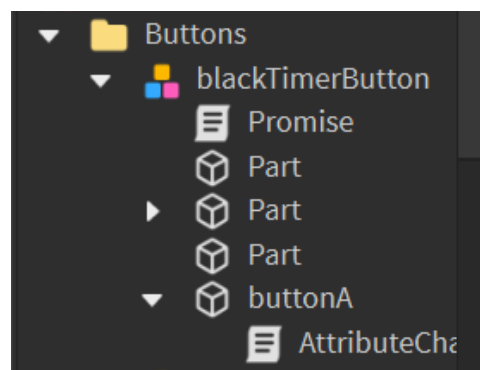 Buttons
blackTimerButton
Promise
Part
Part
Part
buttonA
AttributeCha